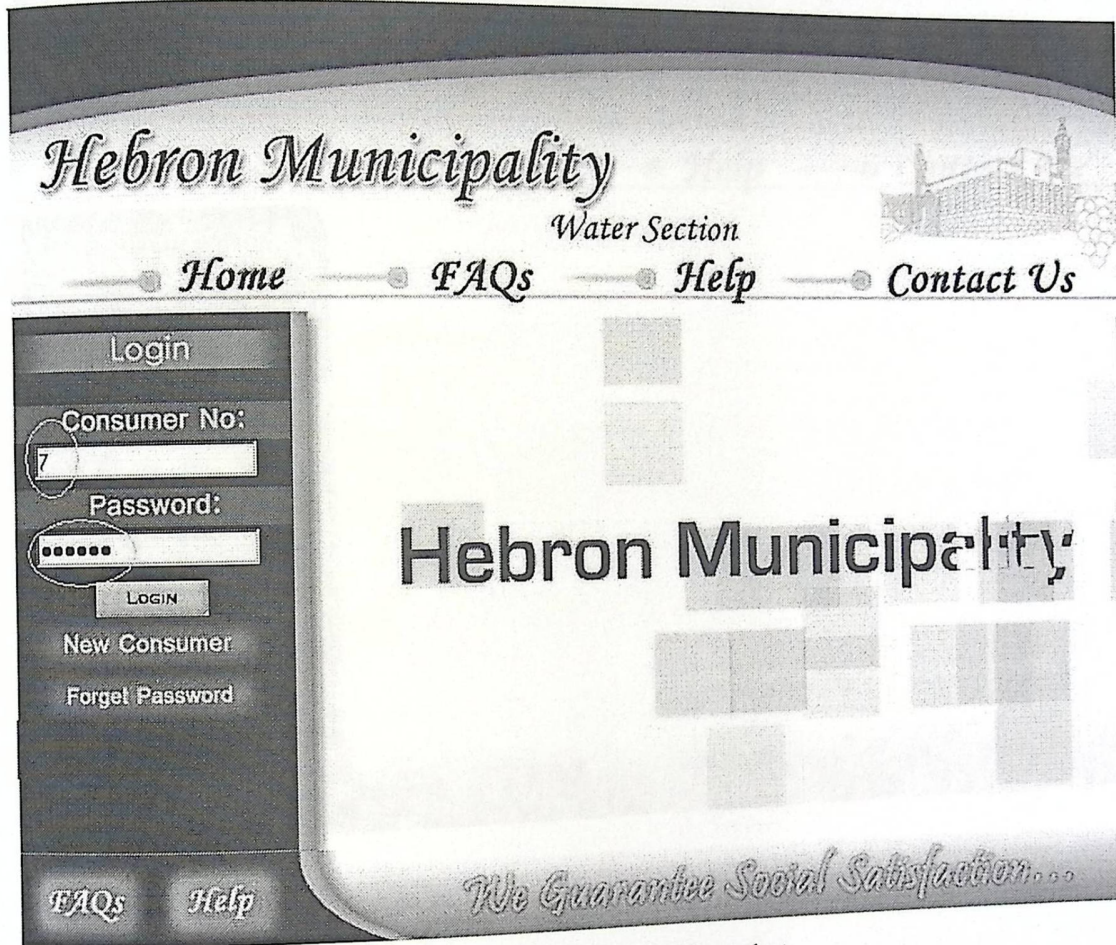 Hebron Municipality
Water Section
Home FAQs Help Contact Us
Login
Consumer No:
7
Password:
••••••
LOGIN
New Consumer
Forget Password
Hebron Municipality
FAQs Help
We Guarantee Social Satisfaction...